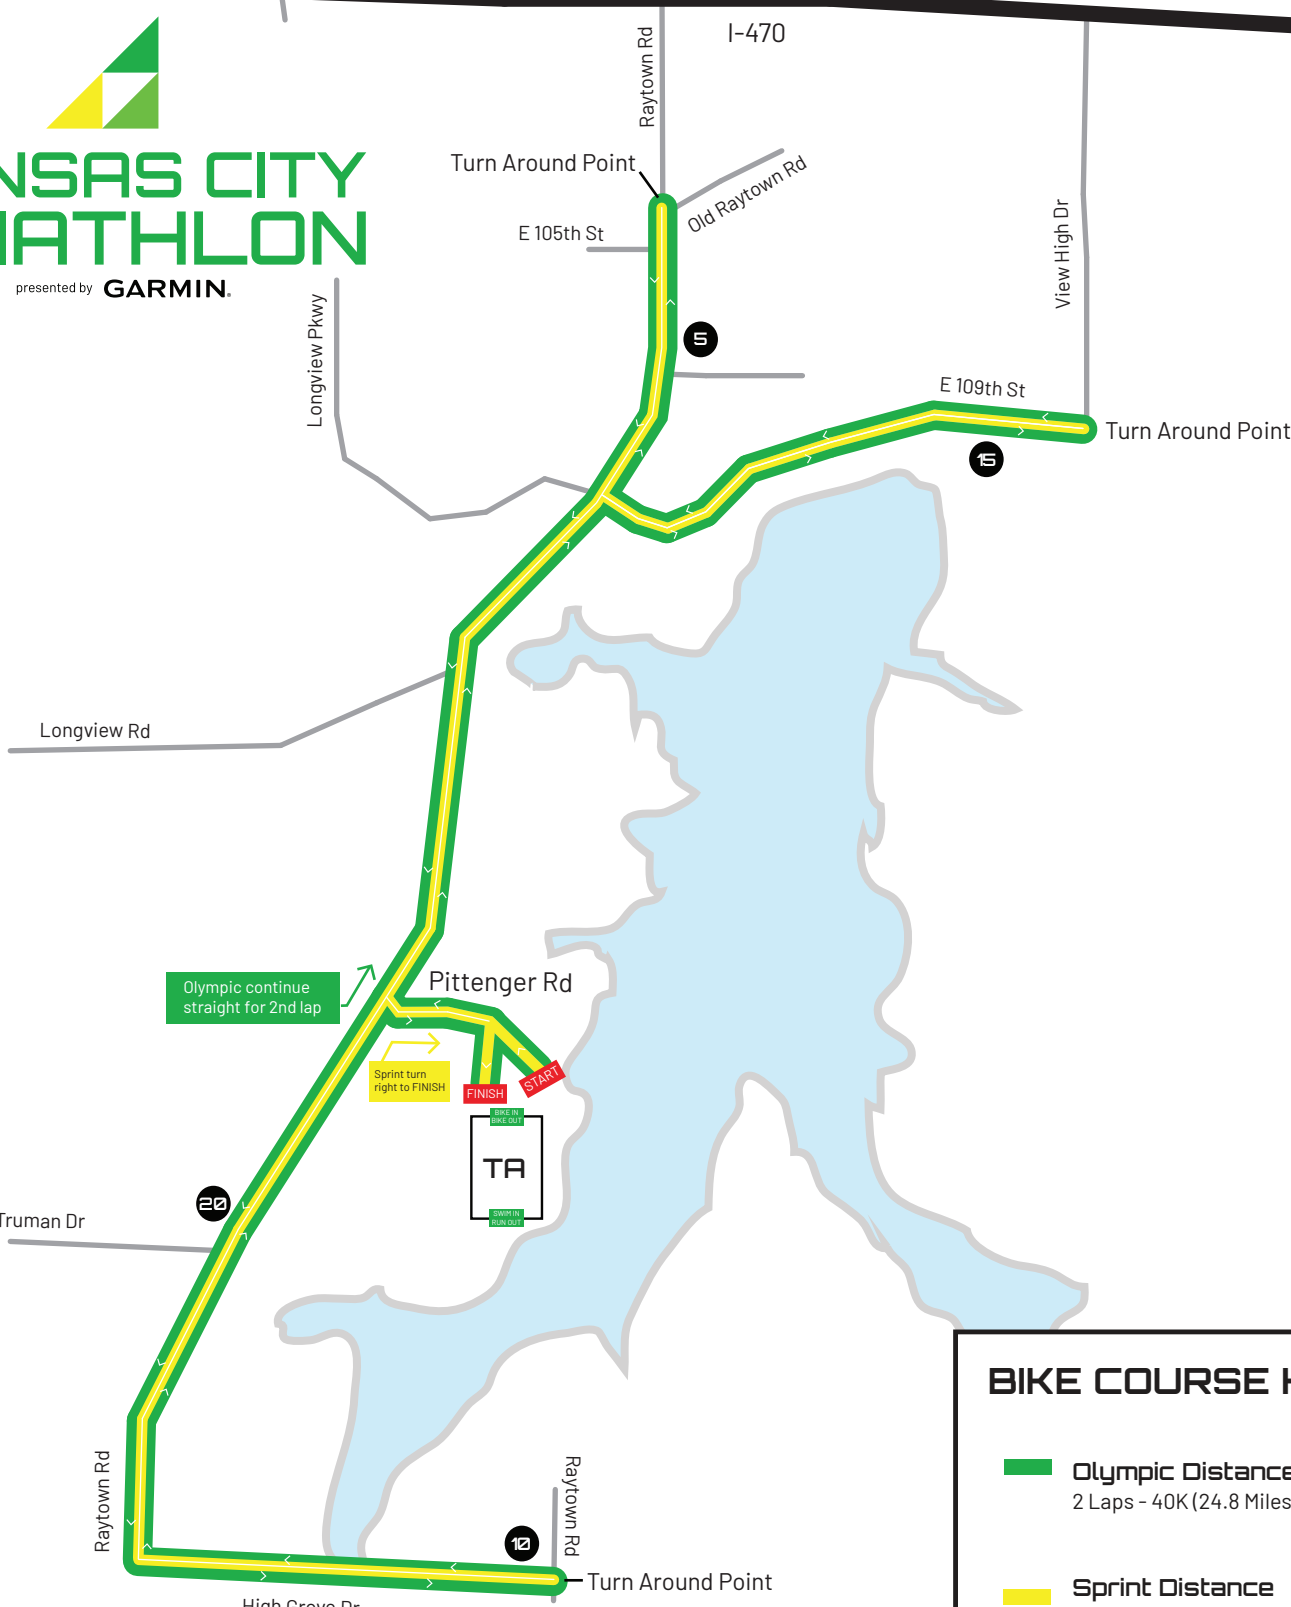 I-470
Raytown Rd
NSAS CITY
ATHLON
presented by GARMIN.
Turn Around Point
Old Raytown Rd
E 105th St
View High Dr
Longview Pkwy
5
E 109th St
Turn Around Point
15
Longview Rd
Olympic continue
straight for 2nd lap
Pittenger Rd
Sprint turn
right to FINISH
FINISH
START
BIKE IN
BIKE OUT
TA
SWIM IN
RUN OUT
20
Truman Dr
BIKE COURSE
Raytown Rd
Raytown Rd
Olympic Distance
2 Laps - 40K (24.8 Miles
10
Turn Around Point
Sprint Distance
High Grove Dr